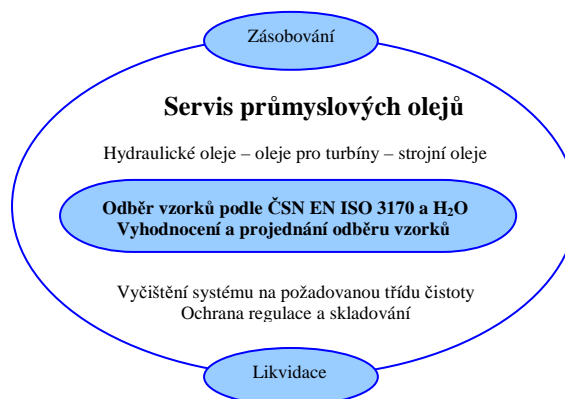 Zásobování
Servis průmyslových olejů
Hydraulické oleje – oleje pro turbíny – strojní oleje
Odběr vzorků podle ČSN EN ISO 3170 a H₂O
Vyhodnocení a projednání odběru vzorků
Vyčištění systému na požadovanou třídu čistoty
Ochrana regulace a skladování
Likvidace